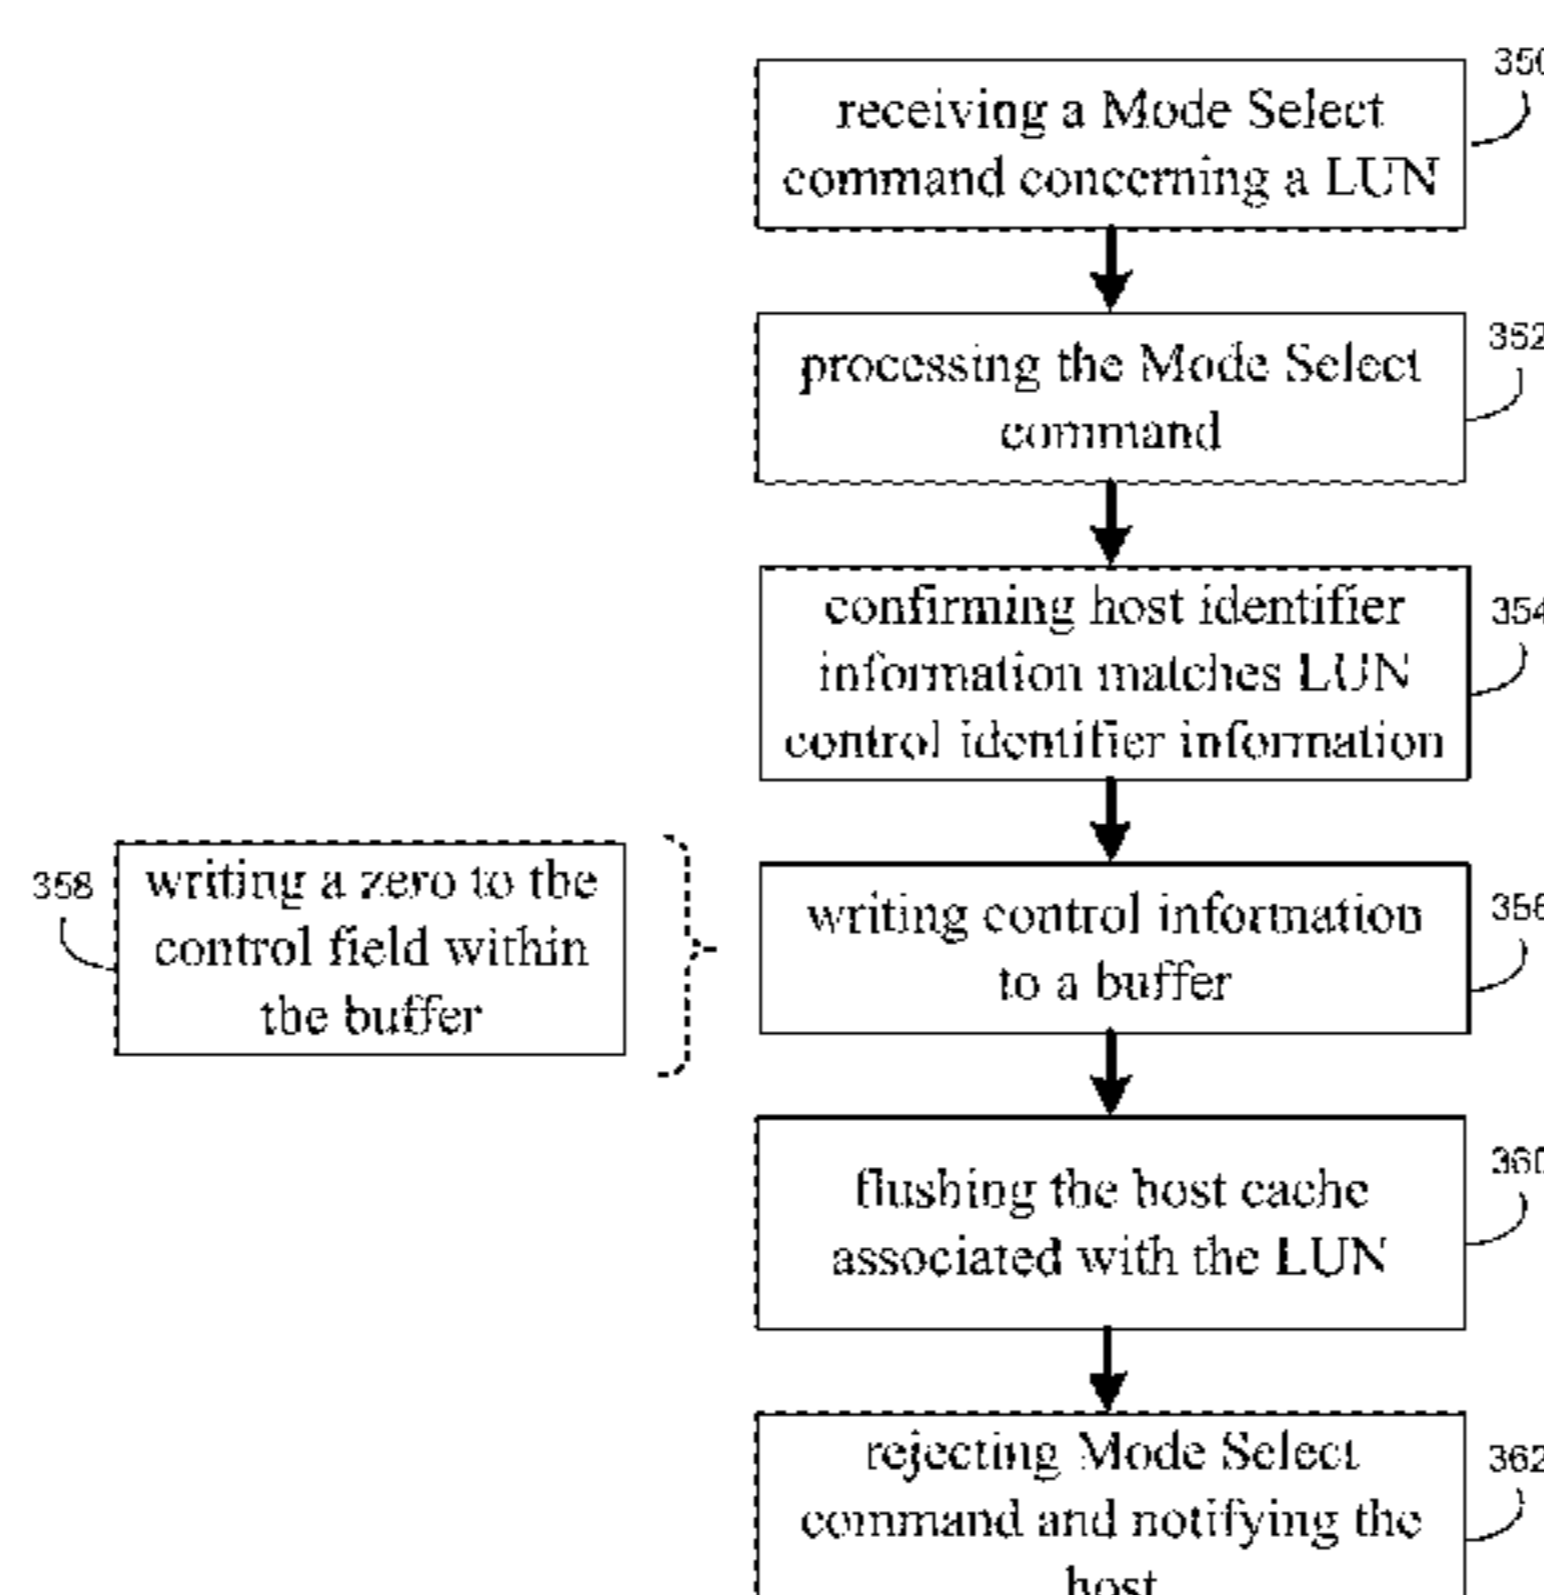 receiving a Mode Select
command concerning a LUN
350
processing the Mode Select
command
352
confirming host identifier
information matches LUN
control identifier information
354
358
writing a zero to the
control field within
the buffer
writing control information
to a buffer
356
flushing the host cache
associated with the LUN
360
rejecting Mode Select
command and notifying the
host
362